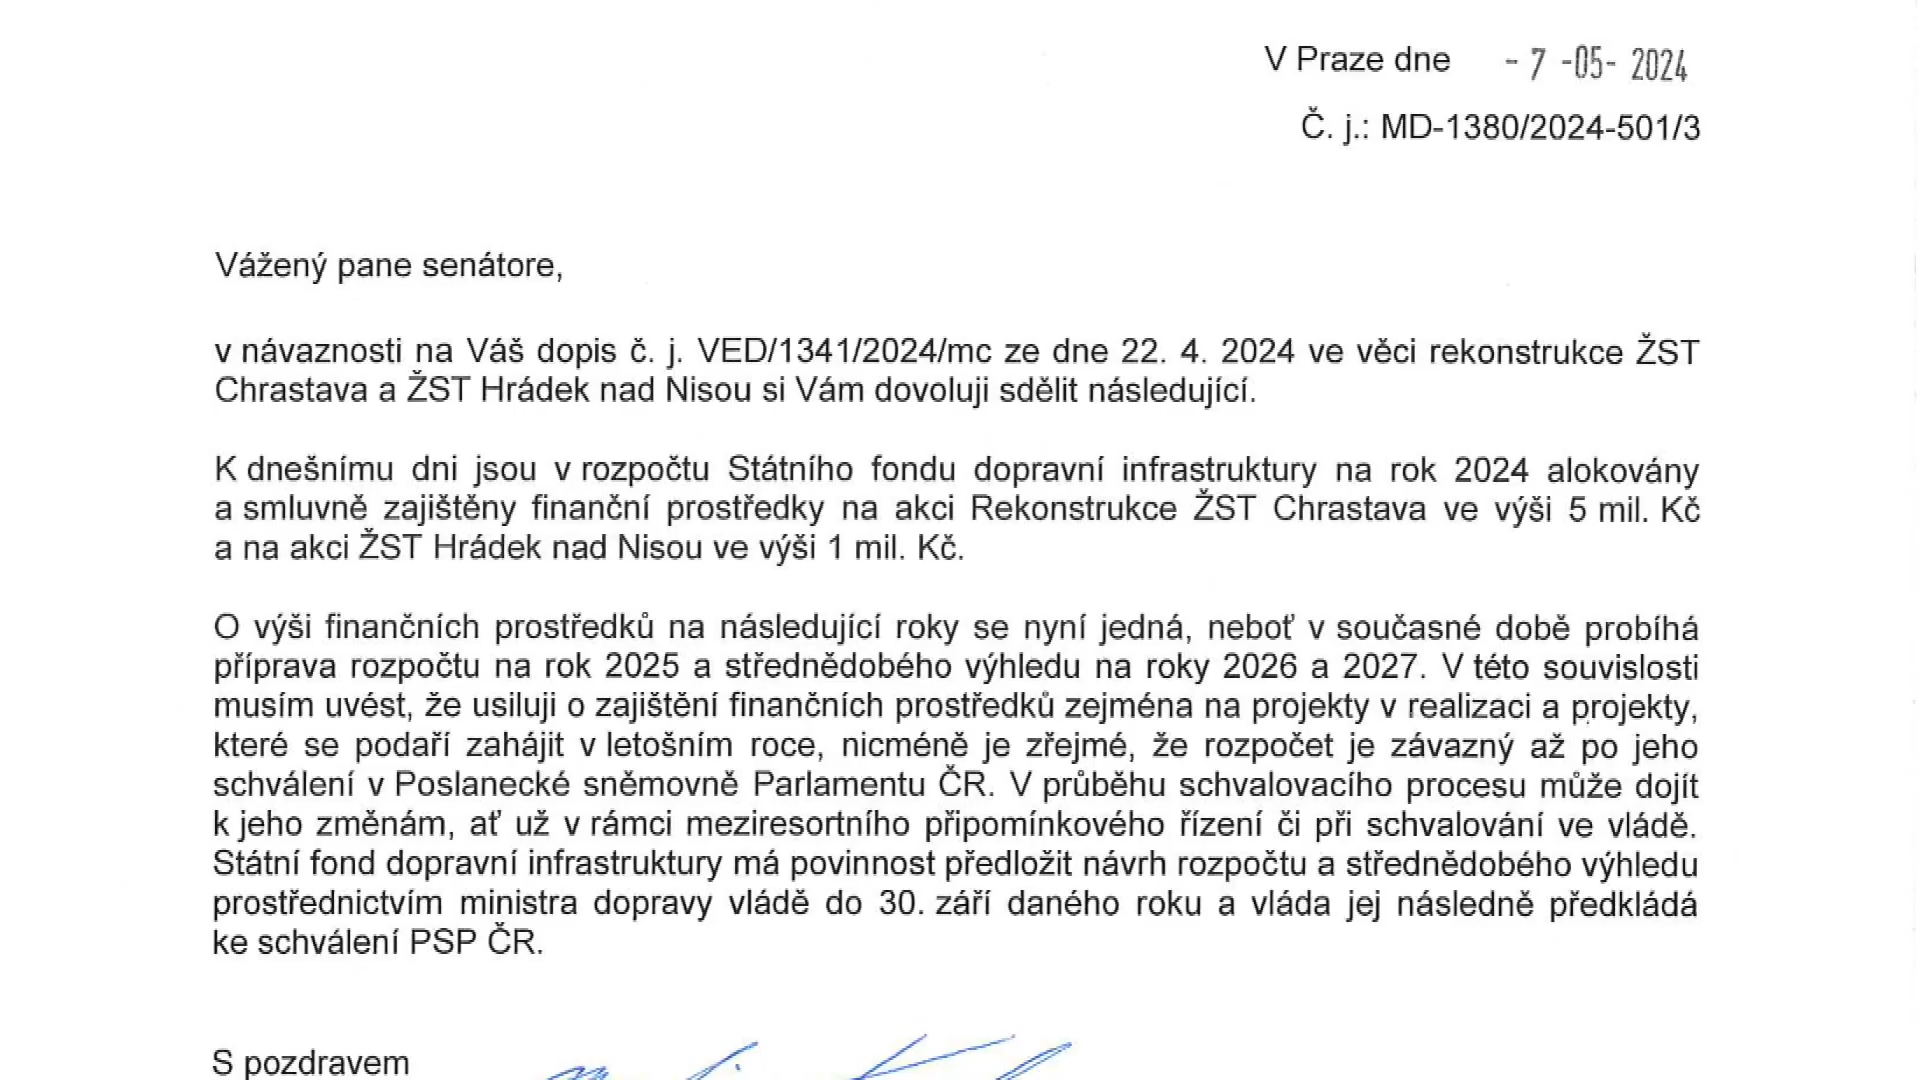 V Praze dne - 7 -05- 2024
Č. j.: MD-1380/2024-501/3
Vážený pane senátore,
v návaznosti na Váš dopis č. j. VED/1341/2024/mc ze dne 22. 4. 2024 ve věci rekonstrukce ŽST
Chrastava a ŽST Hrádek nad Nisou si Vám dovoluji sdělit následující.
K dnešnímu dni jsou v rozpočtu Státního fondu dopravní infrastruktury na rok 2024 alokovány
a smluvně zajištěny finanční prostředky na akci Rekonstrukce ŽST Chrastava ve výši 5 mil. Kč
a na akci ŽST Hrádek nad Nisou ve výši 1 mil. Kč.
O výši finančních prostředků na následující roky se nyní jedná, neboť v současné době probíhá
příprava rozpočtu na rok 2025 a střednědobého výhledu na roky 2026 a 2027. V této souvislosti
musím uvést, že usiluji o zajištění finančních prostředků zejména na projekty v realizaci a projekty,
které se podaří zahájit v letošním roce, nicméně je zřejmé, že rozpočet je závazný až po jeho
schválení v Poslanecké sněmovně Parlamentu ČR. V průběhu schvalovacího procesu může dojít
k jeho změnám, ať už v rámci meziresortního připomínkového řízení či při schvalování ve vládě.
Státní fond dopravní infrastruktury má povinnost předložit návrh rozpočtu a střednědobého výhledu
prostřednictvím ministra dopravy vládě do 30. září daného roku a vláda jej následně předkládá
ke schválení PSP ČR.
S pozdravem